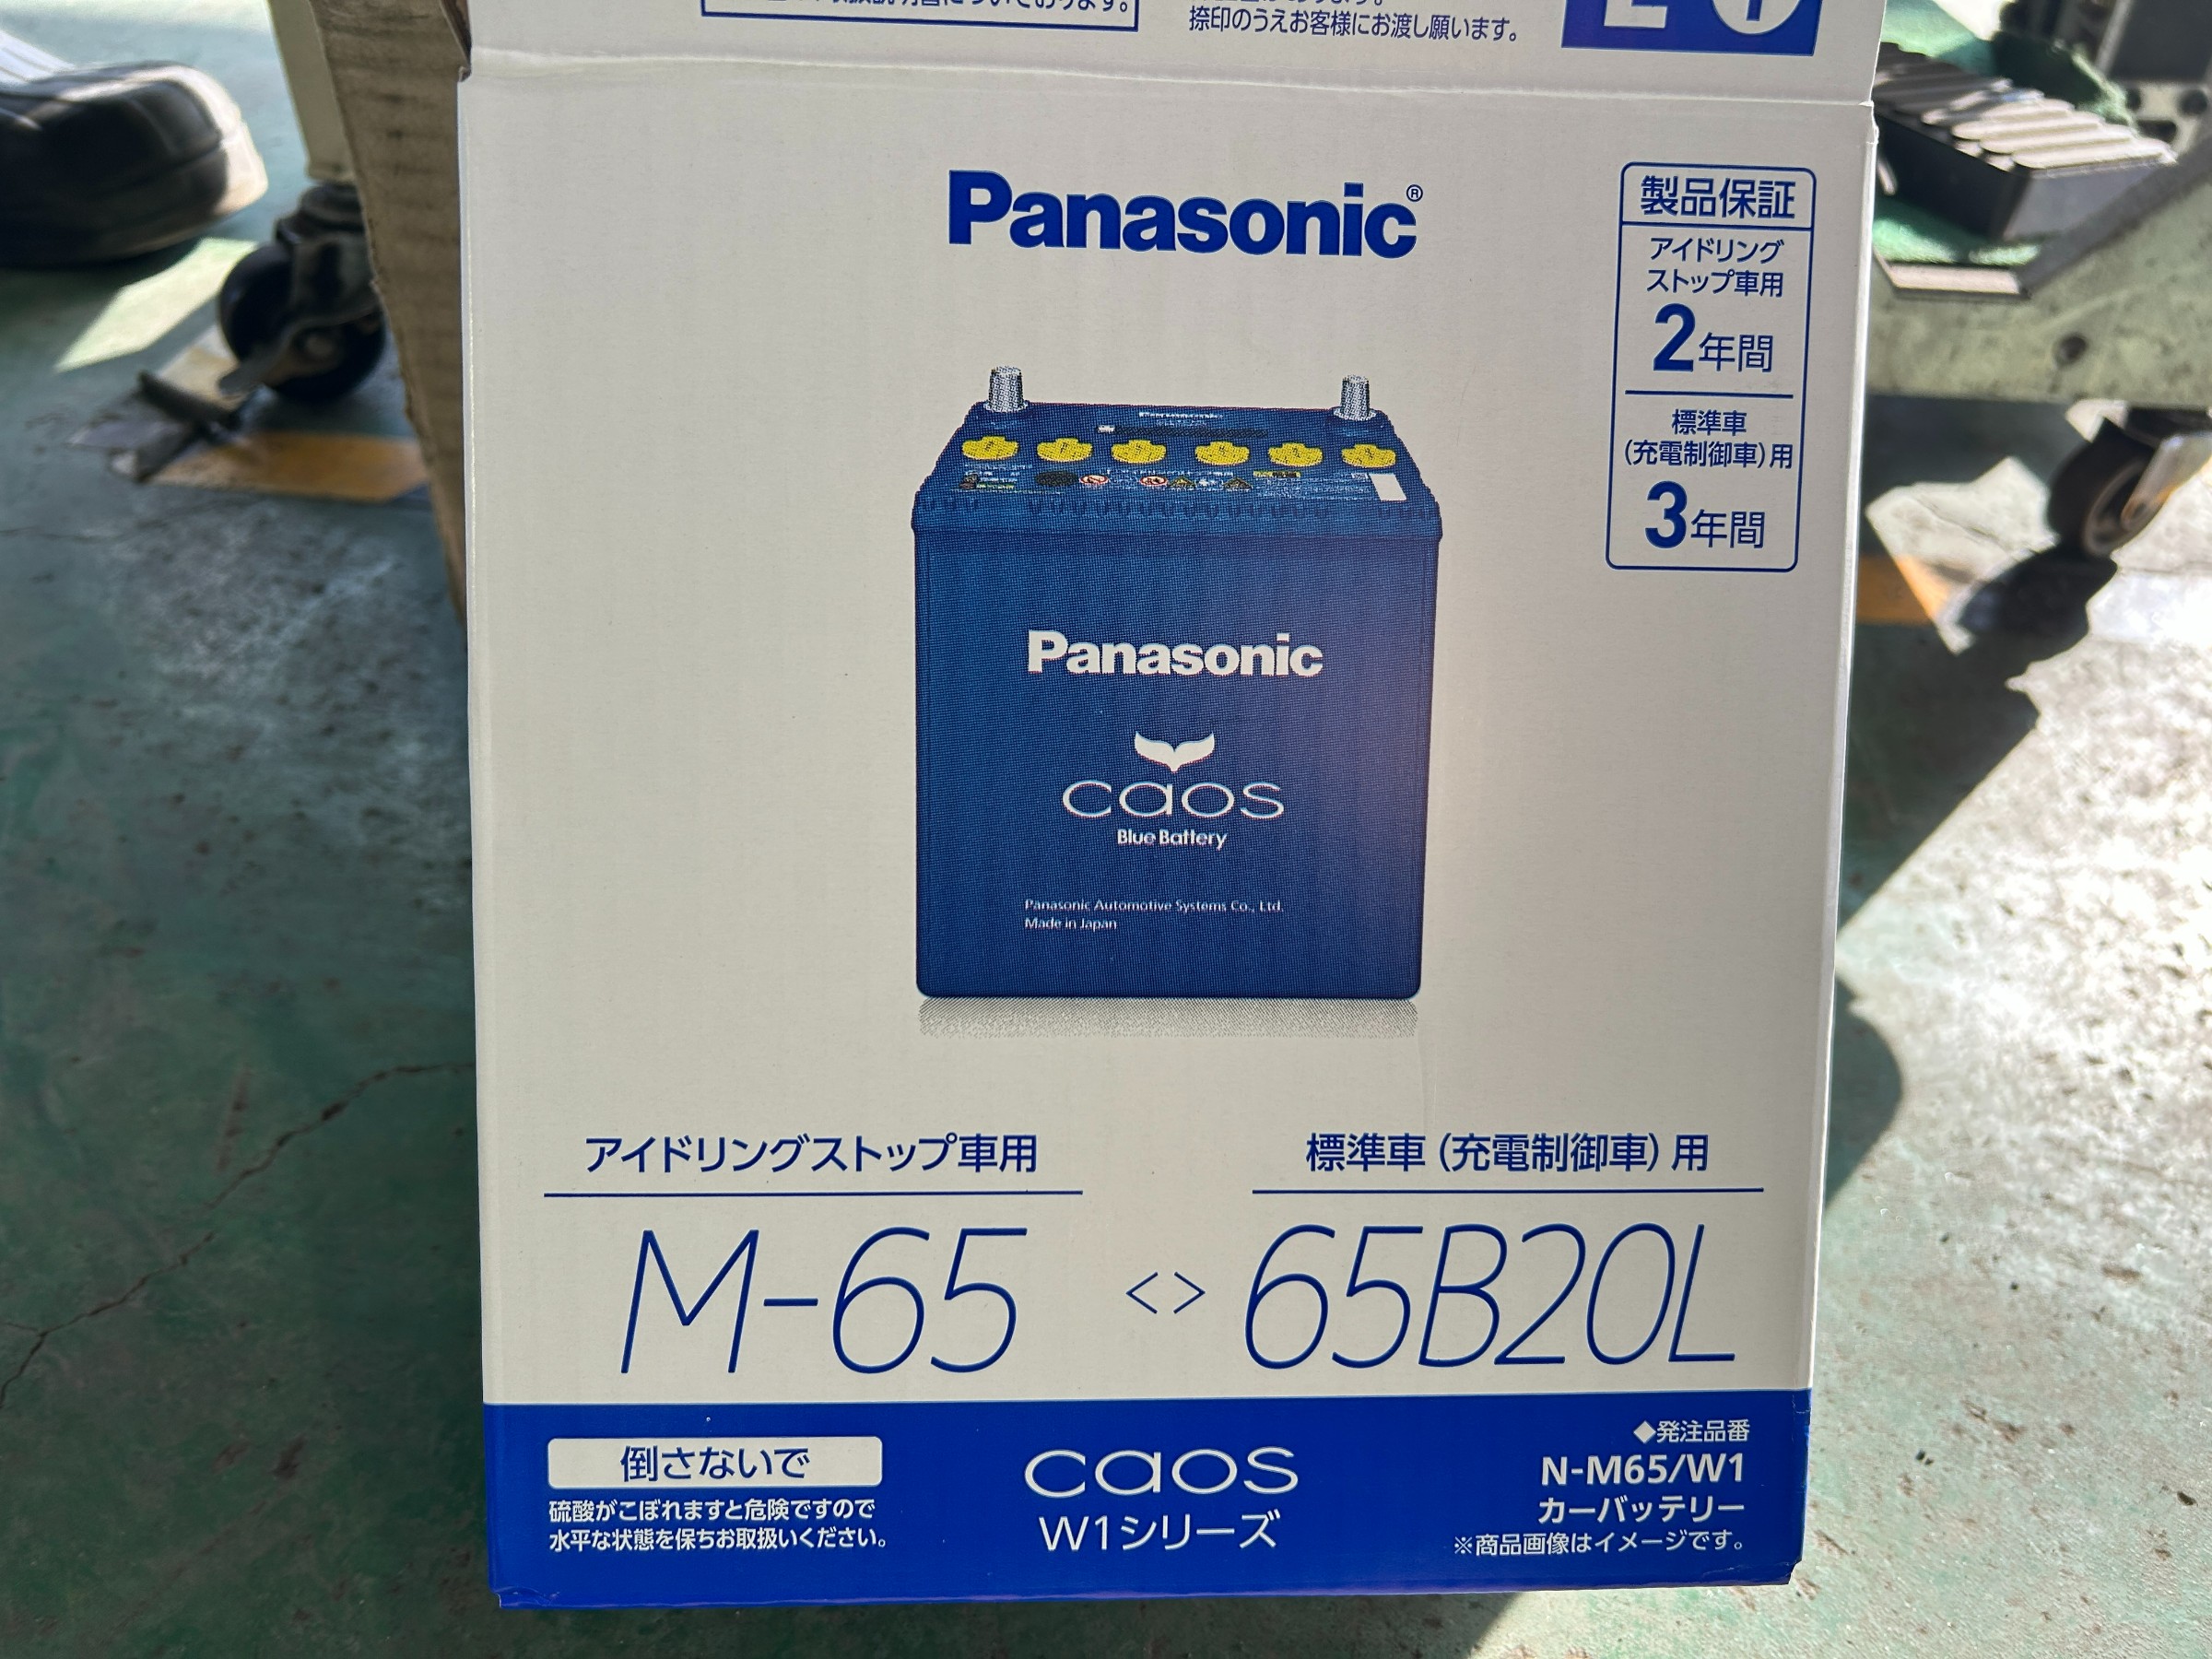 捺印のうえお客様にお渡し願います。
Panasonic®
製品保証
アイドリング
ストップ車用
2年間
標準車
(充電制御車)用
3年間
Panasonic
Panasonic
caos
Blue Battery
Panasonic Automotive Systems Co., Ltd.
Made in Japan
アイドリングストップ車用
標準車(充電制御車)用
M-65 <> 65B20L
倒さないで
硫酸がこぼれますと危険ですので
水平な状態を保ちお取扱いください。
caos
W1シリーズ
◆発注品番
N-M65/W1
カーバッテリー
※商品画像はイメージです。